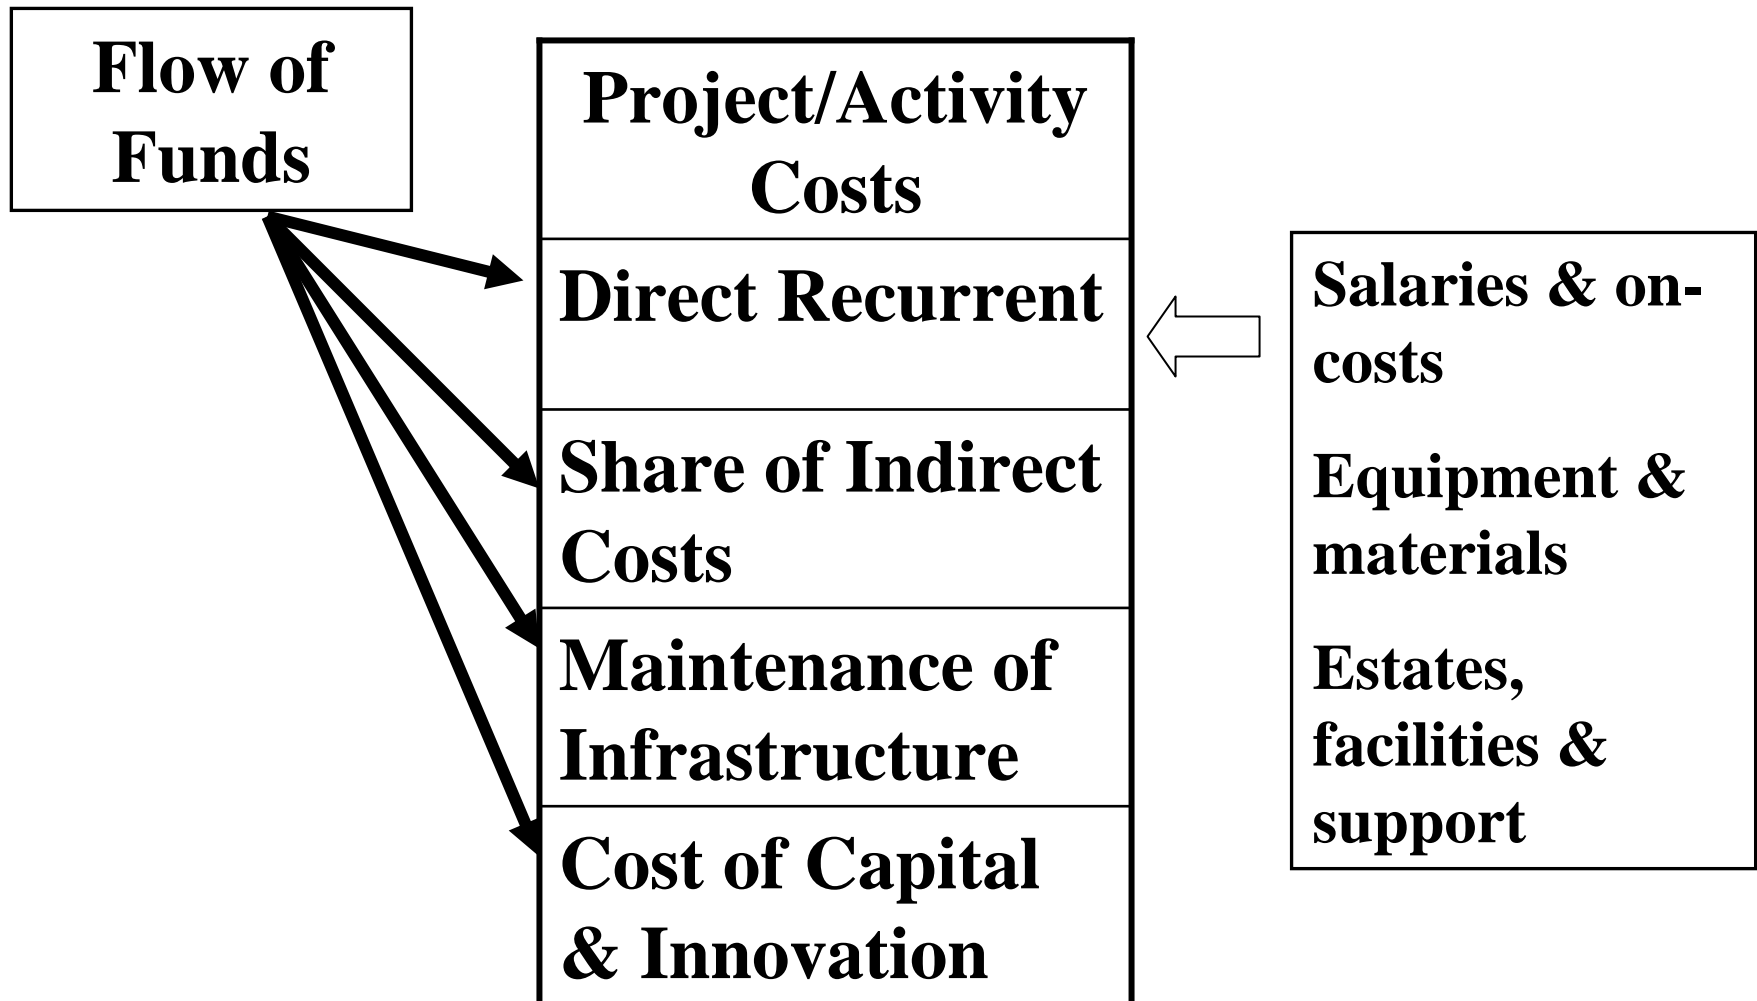 Flow of
Funds
Project/Activity
Costs
Direct Recurrent
Share of Indirect
Costs
Maintenance of
Infrastructure
Cost of Capital
& Innovation
Salaries & on-
costs
Equipment &
materials
Estates,
facilities &
support